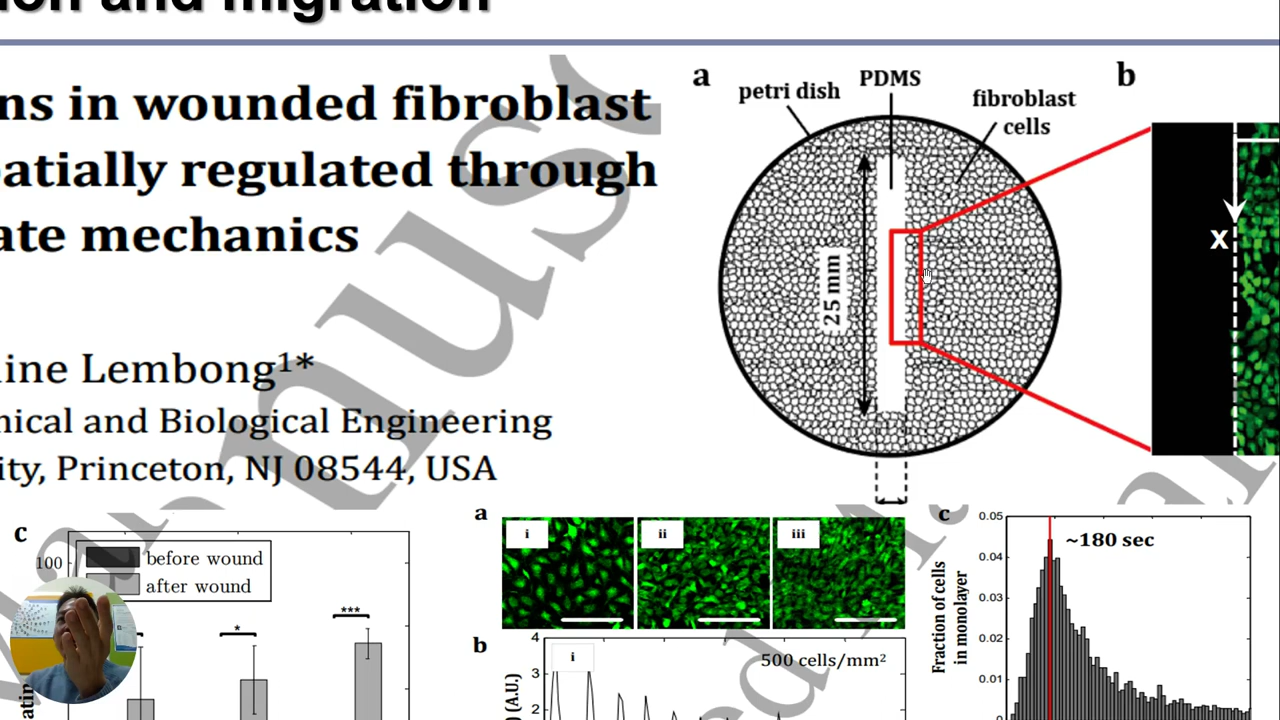 ion and migration
ns in wounded fibroblast
patially regulated through
ate mechanics
ine Lembong1*
mical and Biological Engineering
ity, Princeton, NJ 08544, USA
a
petri dish
PDMS
fibroblast
cells
25 mm
b
x
c
100
before wound
after wound
*
***
a
i
ii
iii
b
4
3
2
i
500 cells/mm²
(A.U.)
c
0.05
0.04
0.03
0.02
0.01
0
~180 sec
Fraction of cells
in monolayer